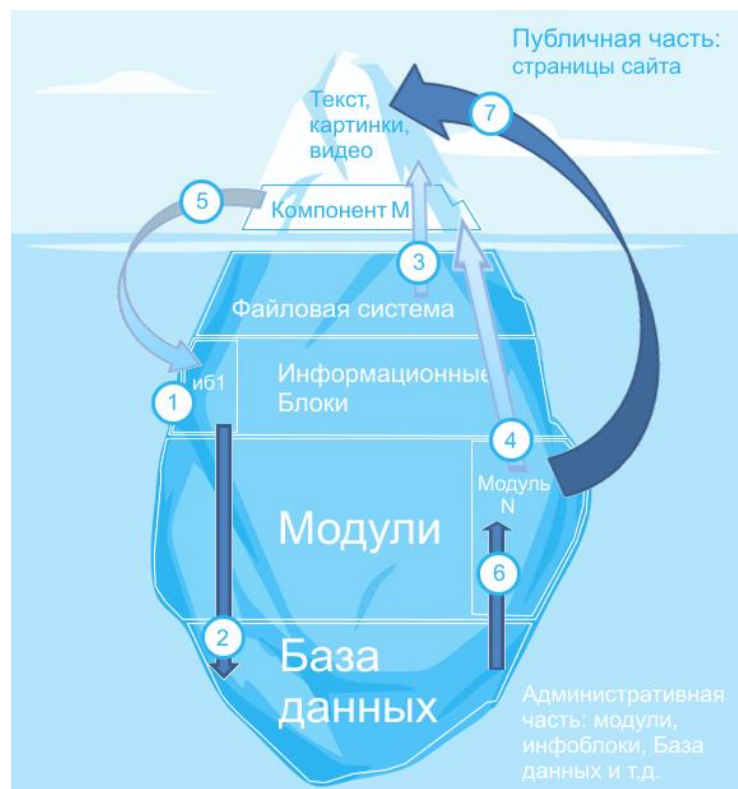 Публичная часть:
страницы сайта
7
Текст,
картинки,
видео
5
Компонент М
3
Файловая система
иб1
Информационные
Блоки
1
4
Модуль
N
Модули
6
2
База
данных
Административная
часть: модули,
инфоблоки, База
данных и т.д.